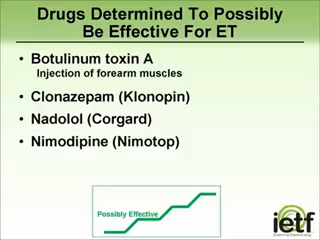 Drugs Determined To Possibly
Be Effective For ET
• Botulinum toxin A
Injection of forearm muscles
• Clonazepam (Klonopin)
• Nadolol (Corgard)
• Nimodipine (Nimotop)
Possibly Effective
ietf